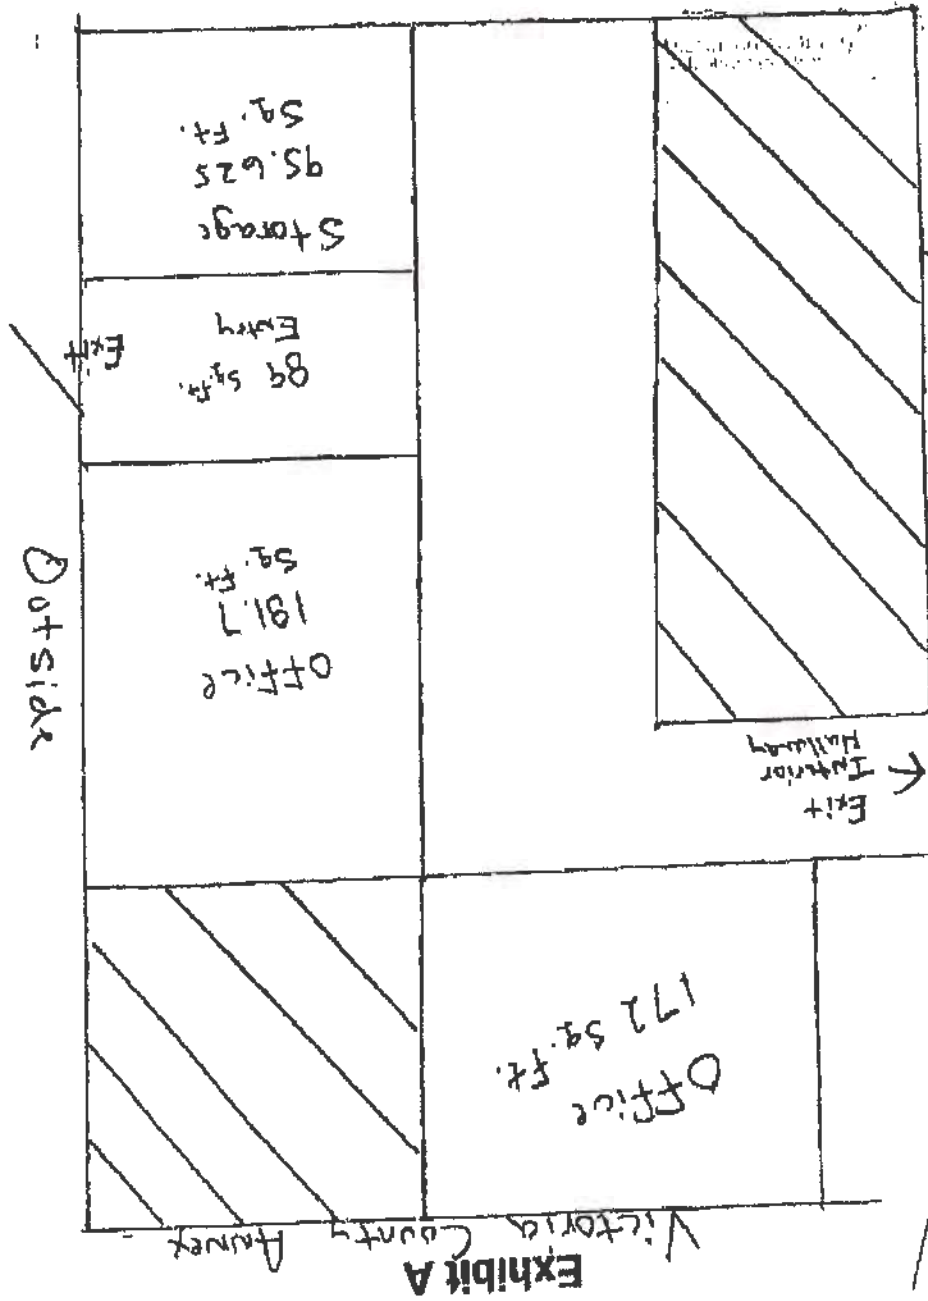 Exhibit A
Victoria County Annex -
Office
172 Sq. Ft.
Exit
Interior
Hallway
Office
181.7
Sq. Ft.
Outside
89 Sq. Ft.
Entry
Exit
Storage
95.625
Sq. Ft.